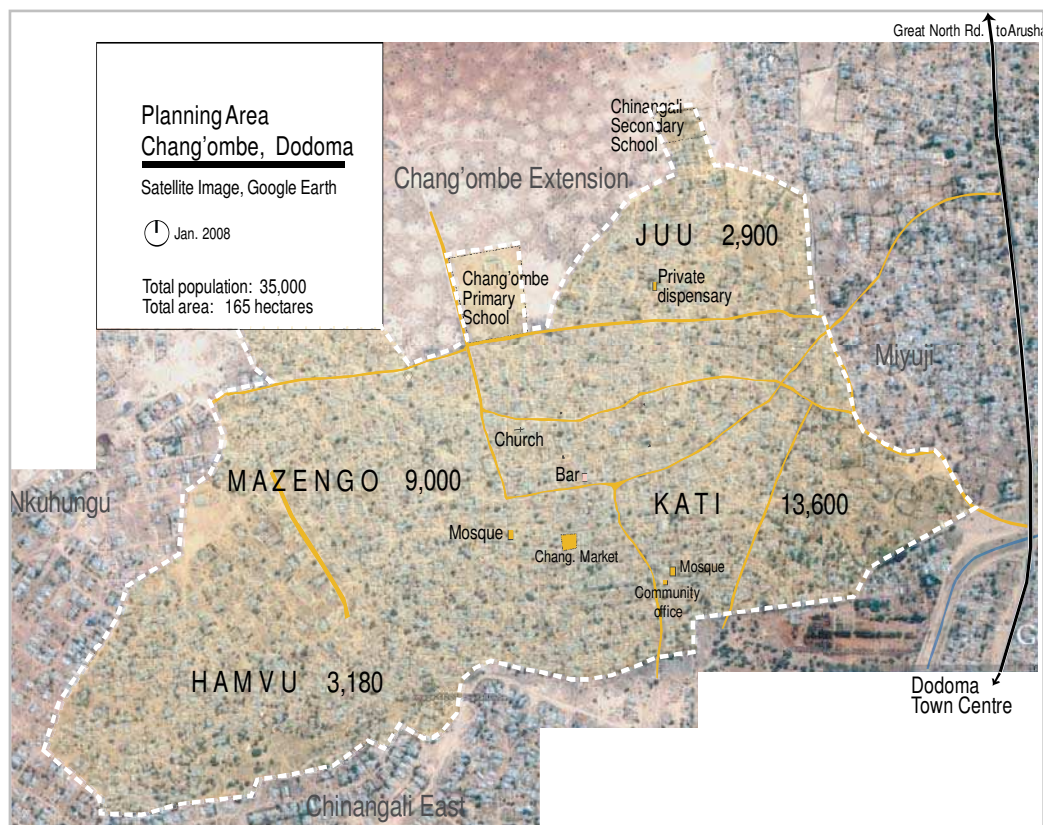 Great North Rd. to Arusha
Planning Area
Chang'ombe, Dodoma
Satellite Image, Google Earth
Jan. 2008
Total population: 35,000
Total area: 165 hectares
Chinangali
Secondary
School
Chang'ombe Extension
JUU 2,900
Chang'ombe
Primary
School
Private
dispensary
Miyuji
Church
Bar
MAZENGO 9,000
KATI 13,600
Nkuhungu
Mosque
Chang. Market
Mosque
Community
office
G
HAMVU 3,180
Dodoma
Town Centre
Chinangali East